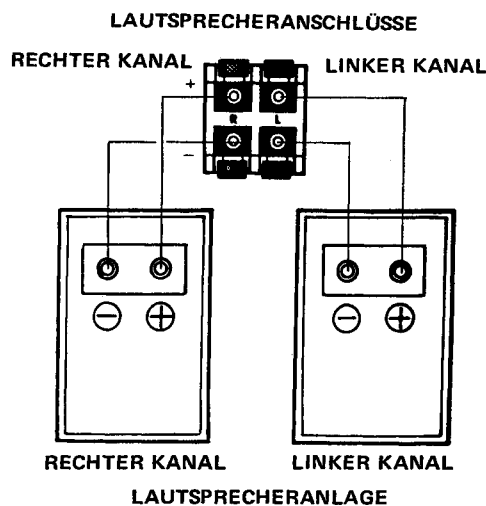 LAUTSPRECHERANSCHLÜSSE
RECHTER KANAL
LINKER KANAL
+
R L
−
− + − +
RECHTER KANAL LINKER KANAL
LAUTSPRECHERANLAGE